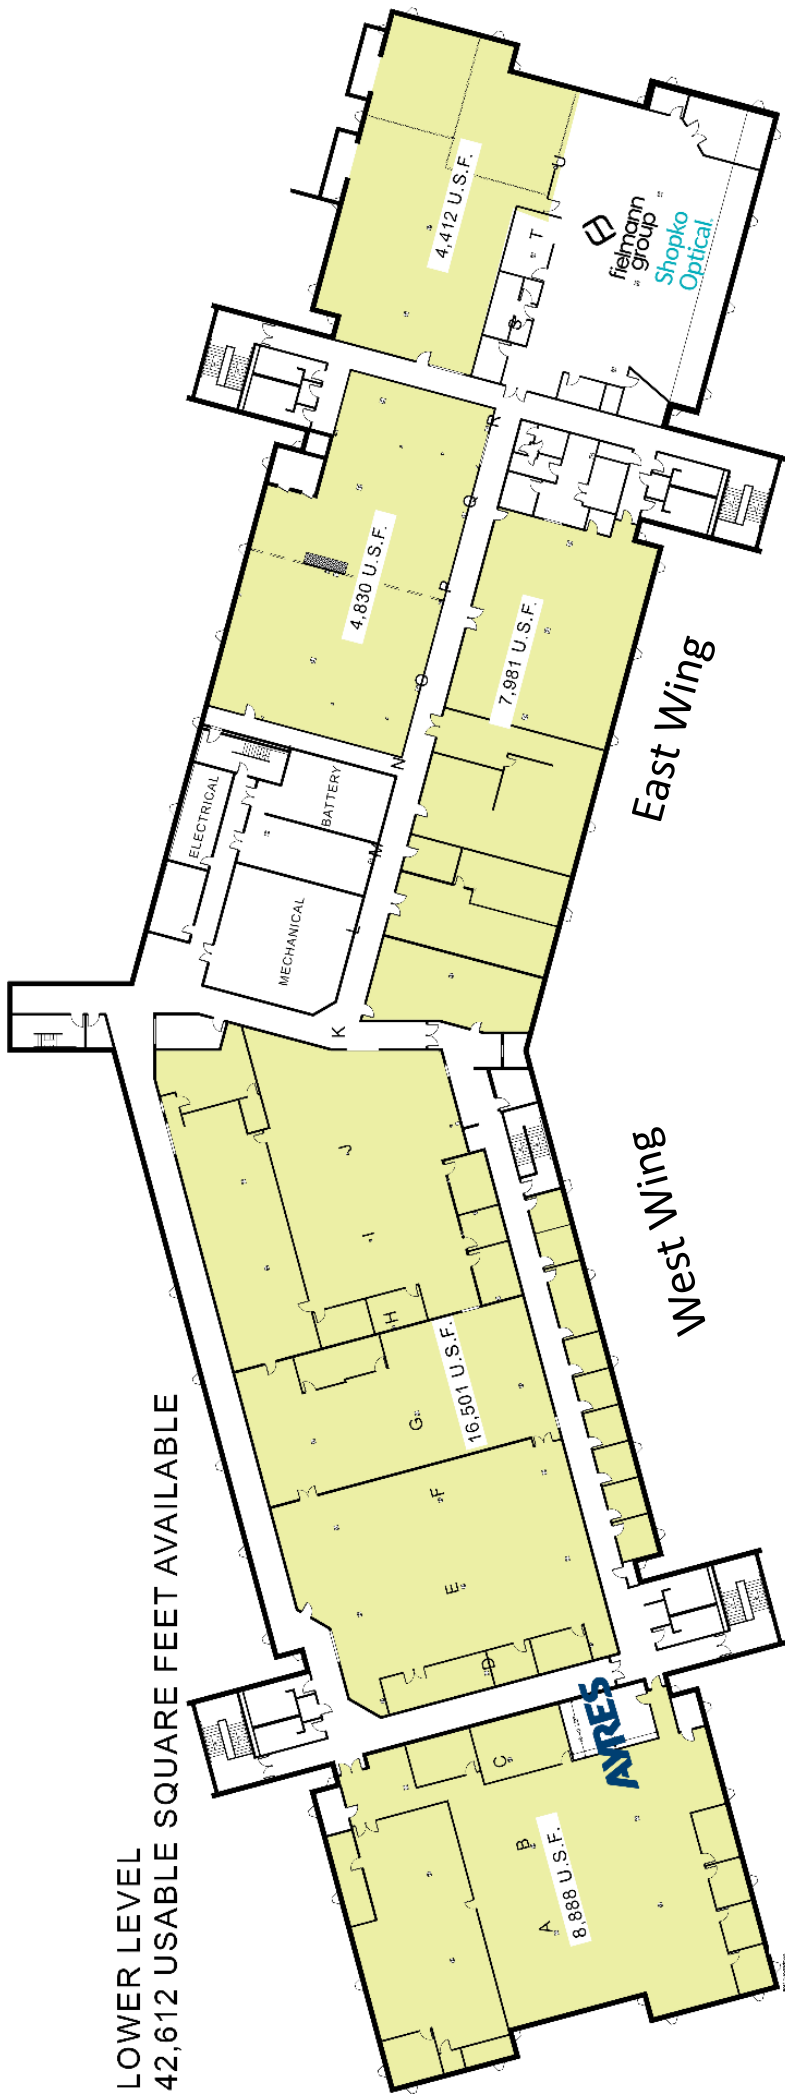 LOWER LEVEL
42,612 USABLE SQUARE FEET AVAILABLE
A
B
C
8,888 U.S.F.
AYRES
D
E
F
G
H
I
J
16,501 U.S.F.
West Wing
K
L
M
N
MECHANICAL
ELECTRICAL
BATTERY
O
P
Q
R
4,830 U.S.F.
7,981 U.S.F.
East Wing
S
T
U
4,412 U.S.F.
fielmann
group
Shopko
Optical.